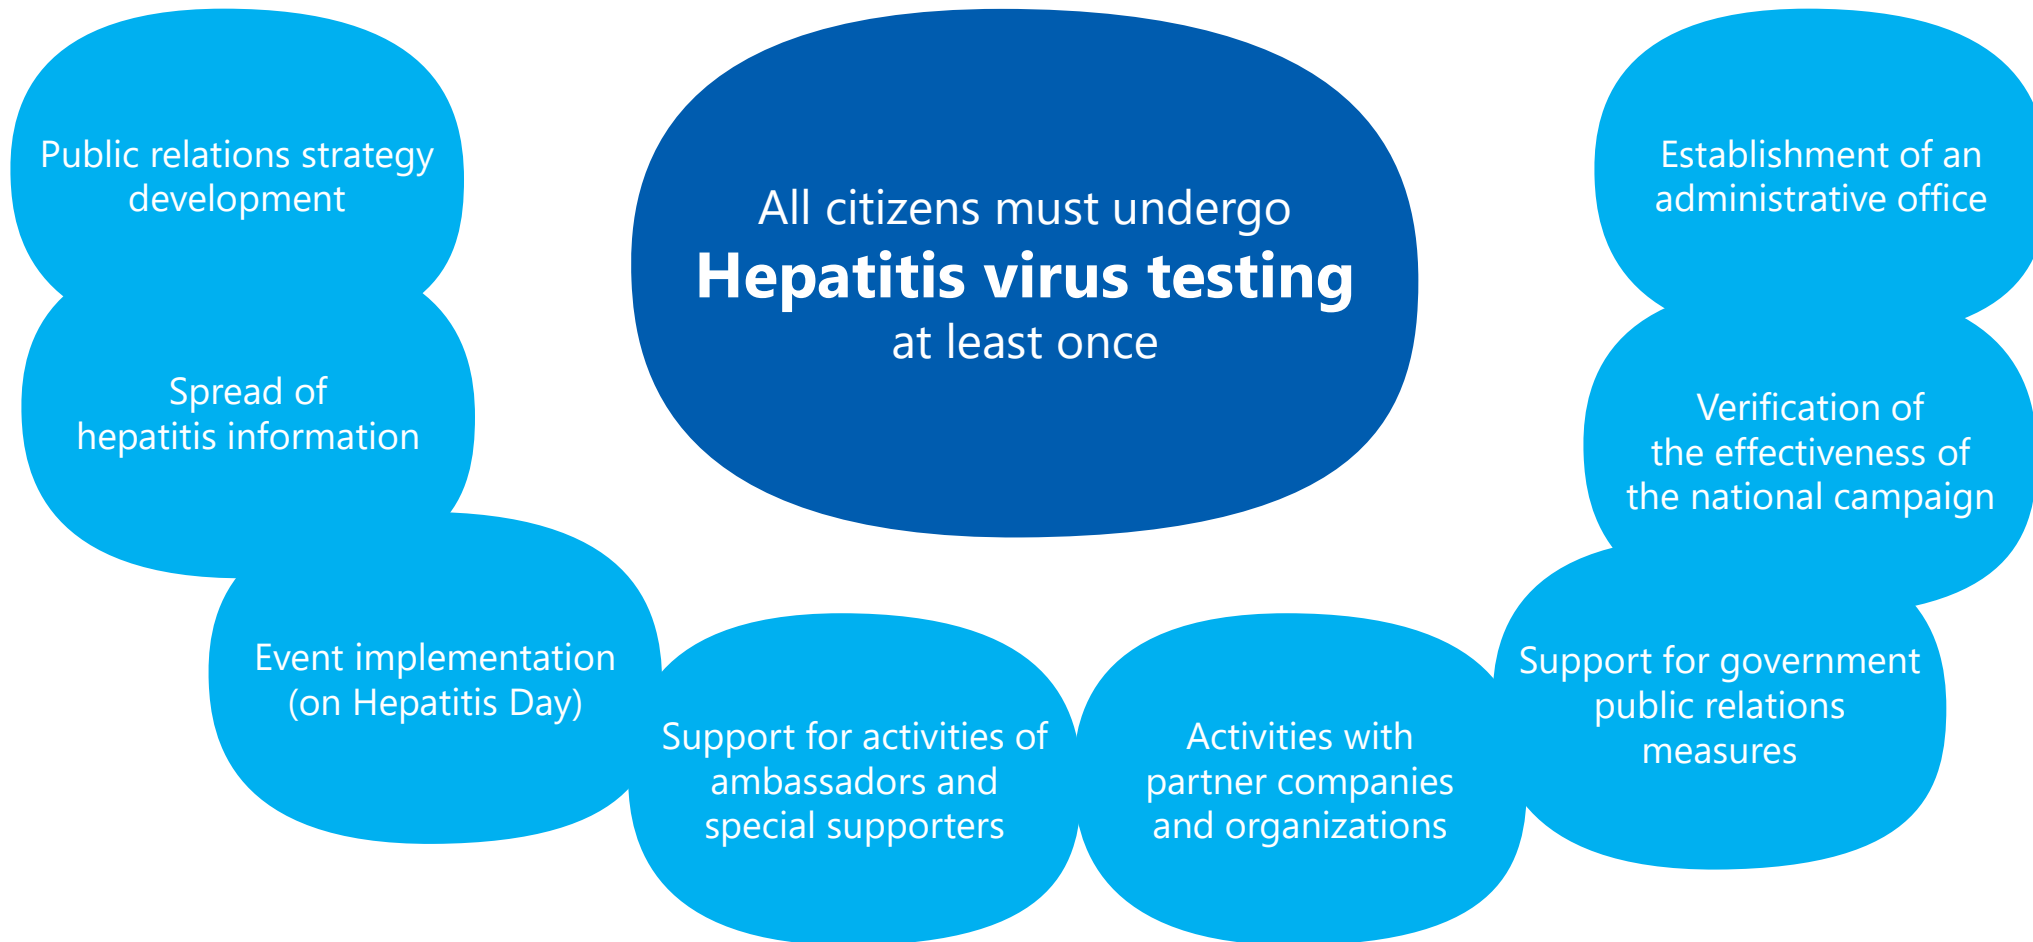 Public relations strategy
development
Spread of
hepatitis information
Event implementation
(on Hepatitis Day)
Support for activities of
ambassadors and
special supporters
Activities with
partner companies
and organizations
Support for government
public relations
measures
Verification of
the effectiveness of
the national campaign
Establishment of an
administrative office
All citizens must undergo
Hepatitis virus testing
at least once